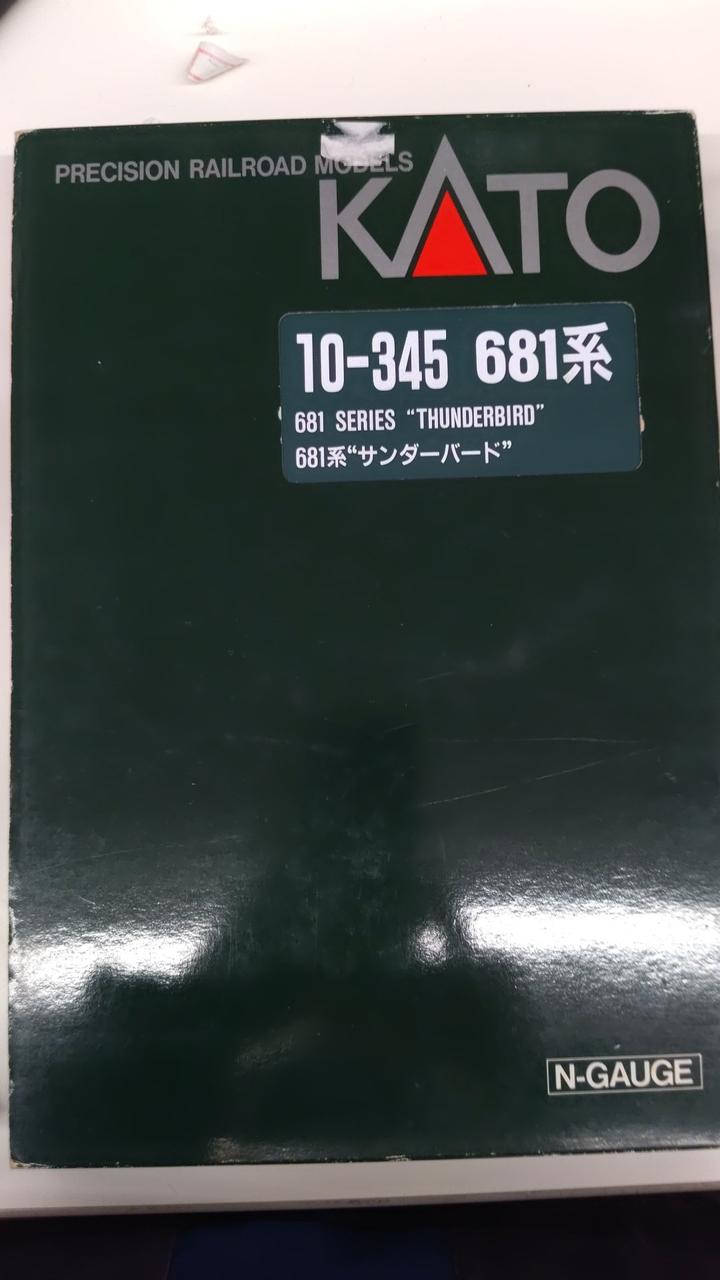 PRECISION RAILROAD MODELS
KATO
10-345 681系
681 SERIES “THUNDERBIRD”
681系“サンダーバード”
N-GAUGE